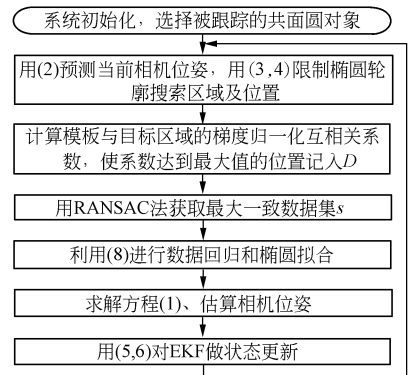 系统初始化，选择被跟踪的共面圆对象
用(2)预测当前相机位姿，用(3,4)限制椭圆轮
廓搜索区域及位置
计算模板与目标区域的梯度归一化互相关系
数，使系数达到最大值的位置记入D
用RANSAC法获取最大一致数据集s
利用(8)进行数据回归和椭圆拟合
求解方程(1)、估算相机位姿
用(5,6)对EKF做状态更新